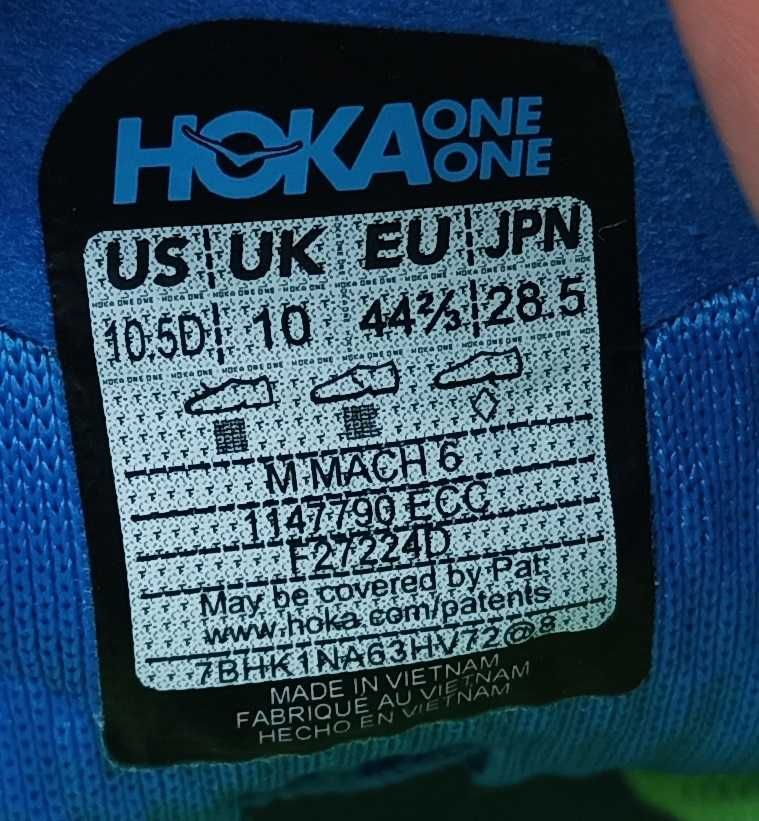 HOKA ONE ONE
US UK EU JPN
10.5D 10 44⅔ 28.5
M MACH 6
1147790 ECC
F27224D
May be covered by Pat:
www.hoka.com/patents
7BHK1NA63HV72@8
MADE IN VIETNAM
FABRIQUE AU VIETNAM
HECHO EN VIETNAM